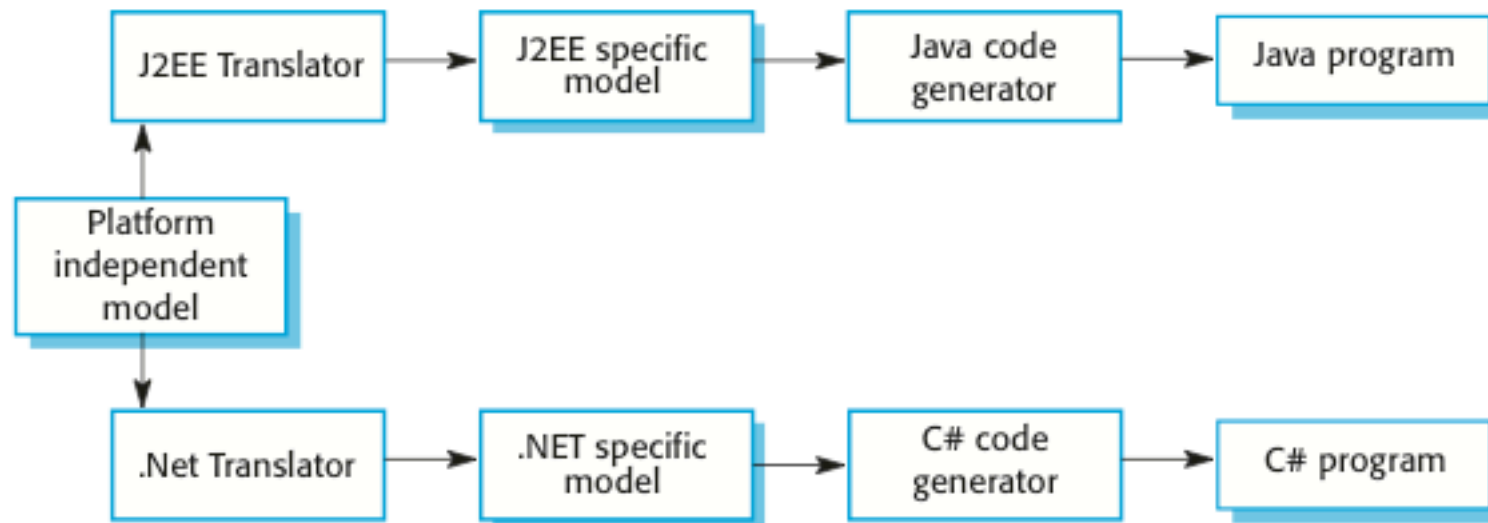 J2EE Translator
J2EE specific
model
Java code
generator
Java program
Platform
independent
model
.Net Translator
.NET specific
model
C# code
generator
C# program